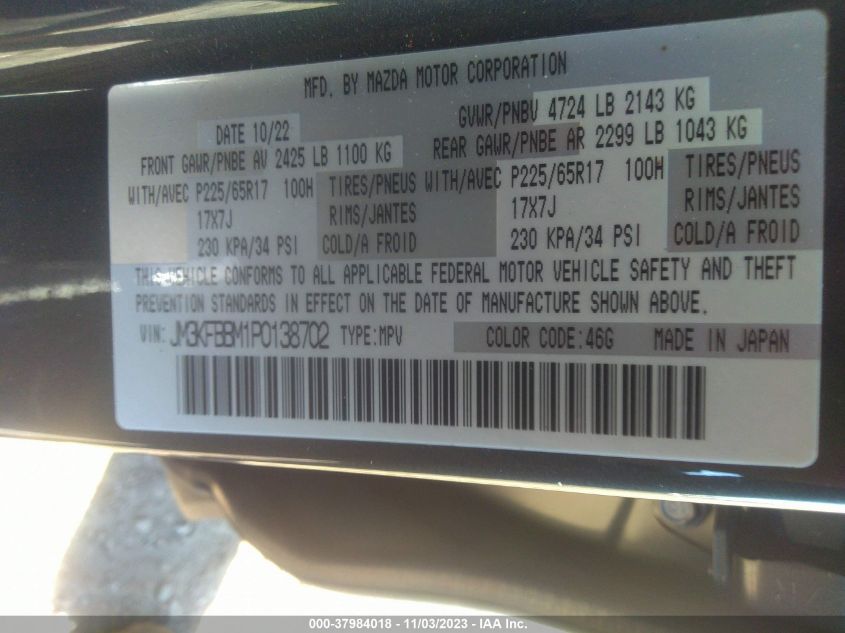 MFD. BY MAZDA MOTOR CORPORATION
DATE 10/22 GVWR/PNBV 4724 LB 2143 KG
FRONT GAWR/PNBE AV 2425 LB 1100 KG REAR GAWR/PNBE AR 2299 LB 1043 KG
WITH/AVEC P225/65R17 100H TIRES/PNEUS WITH/AVEC P225/65R17 100H TIRES/PNEUS
17X7J RIMS/JANTES 17X7J RIMS/JANTES
230 KPA/34 PSI COLD/A FROID 230 KPA/34 PSI COLD/A FROID
THIS VEHICLE CONFORMS TO ALL APPLICABLE FEDERAL MOTOR VEHICLE SAFETY AND THEFT
PREVENTION STANDARDS IN EFFECT ON THE DATE OF MANUFACTURE SHOWN ABOVE.
VIN: JM3KFBBM1P0138702 TYPE:MPV COLOR CODE:46G MADE IN JAPAN
000-37984018 - 11/03/2023 - IAA Inc.